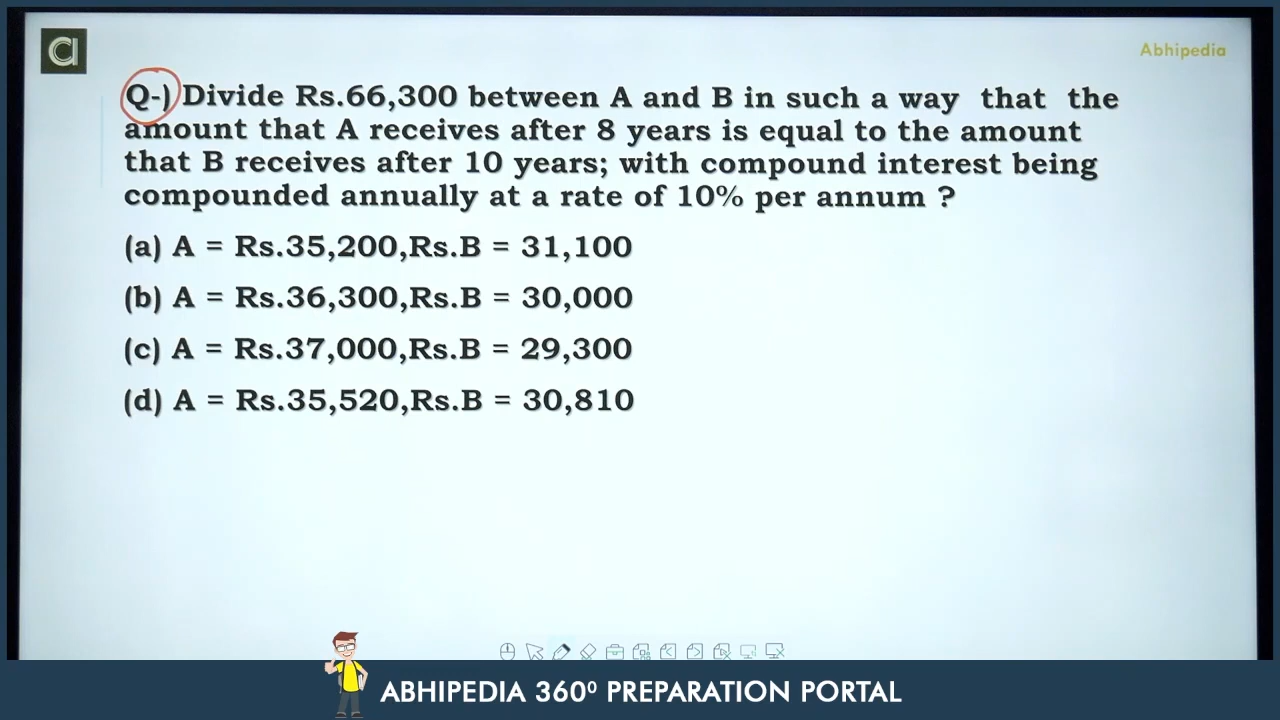 a
Abhipedia
Q-) Divide Rs.66,300 between A and B in such a way that the
amount that A receives after 8 years is equal to the amount
that B receives after 10 years; with compound interest being
compounded annually at a rate of 10% per annum ?
(a) A = Rs.35,200,Rs.B = 31,100
(b) A = Rs.36,300,Rs.B = 30,000
(c) A = Rs.37,000,Rs.B = 29,300
(d) A = Rs.35,520,Rs.B = 30,810
ABHIPEDIA 360⁰ PREPARATION PORTAL